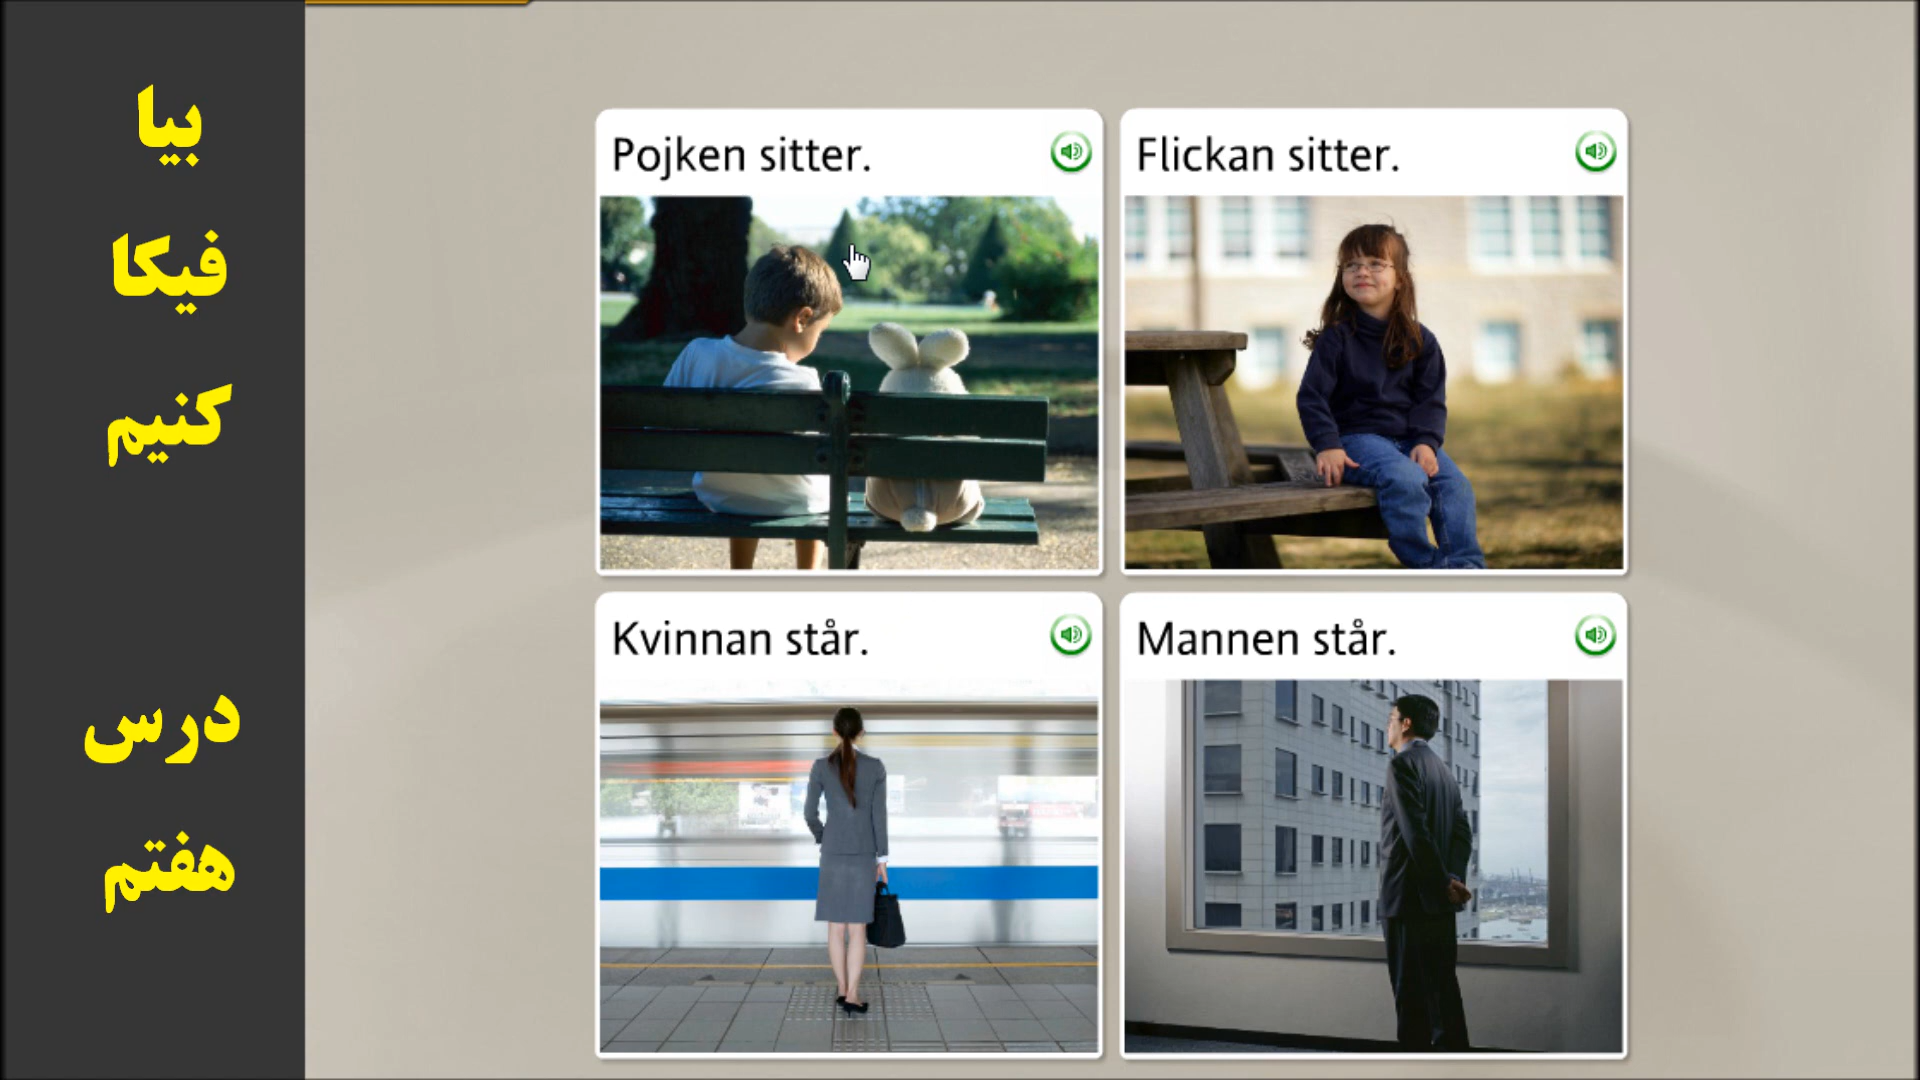 بیا
فیکا
کنیم
درس
هفتم
Pojken sitter.
Flickan sitter.
Kvinnan står.
Mannen står.